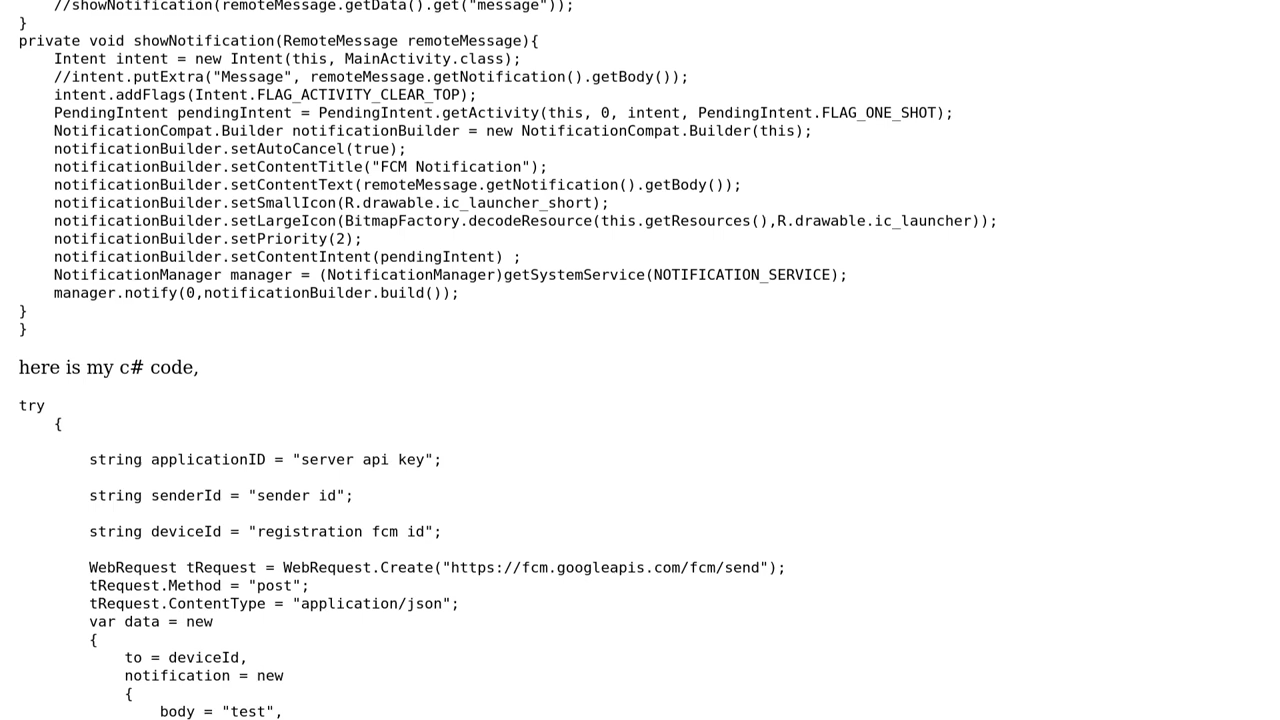 //showNotification(remoteMessage.getData().get("message"));
}
private void showNotification(RemoteMessage remoteMessage){
Intent intent = new Intent(this, MainActivity.class);
//intent.putExtra("Message", remoteMessage.getNotification().getBody());
intent.addFlags(Intent.FLAG_ACTIVITY_CLEAR_TOP);
PendingIntent pendingIntent = PendingIntent.getActivity(this, 0, intent, PendingIntent.FLAG_ONE_SHOT);
NotificationCompat.Builder notificationBuilder = new NotificationCompat.Builder(this);
notificationBuilder.setAutoCancel(true);
notificationBuilder.setContentTitle("FCM Notification");
notificationBuilder.setContentText(remoteMessage.getNotification().getBody());
notificationBuilder.setSmallIcon(R.drawable.ic_launcher_short);
notificationBuilder.setLargeIcon(BitmapFactory.decodeResource(this.getResources(),R.drawable.ic_launcher));
notificationBuilder.setPriority(2);
notificationBuilder.setContentIntent(pendingIntent) ;
NotificationManager manager = (NotificationManager)getSystemService(NOTIFICATION_SERVICE);
manager.notify(0,notificationBuilder.build());
}
}
here is my c# code,
try
{
string applicationID = "server api key";
string senderId = "sender id";
string deviceId = "registration fcm id";
WebRequest tRequest = WebRequest.Create("https://fcm.googleapis.com/fcm/send");
tRequest.Method = "post";
tRequest.ContentType = "application/json";
var data = new
{
to = deviceId,
notification = new
{
body = "test",